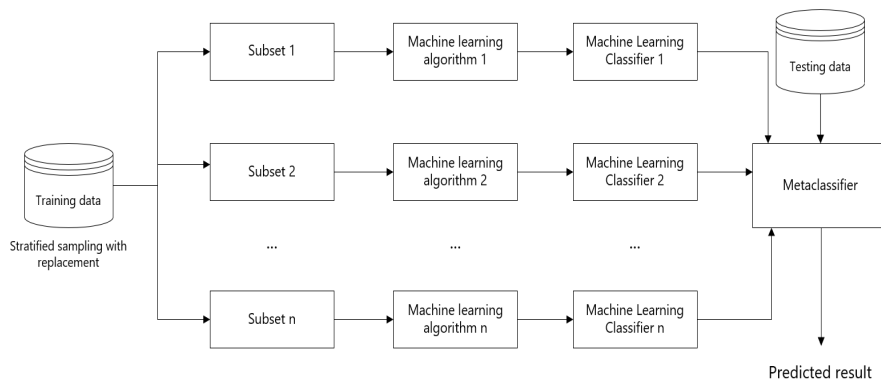 Subset 1
Machine learning
algorithm 1
Machine Learning
Classifier 1
Testing data
Training data
Stratified sampling with
replacement
Subset 2
Machine learning
algorithm 2
Machine Learning
Classifier 2
Metaclassifier
...
...
...
Subset n
Machine learning
algorithm n
Machine Learning
Classifier n
Predicted result